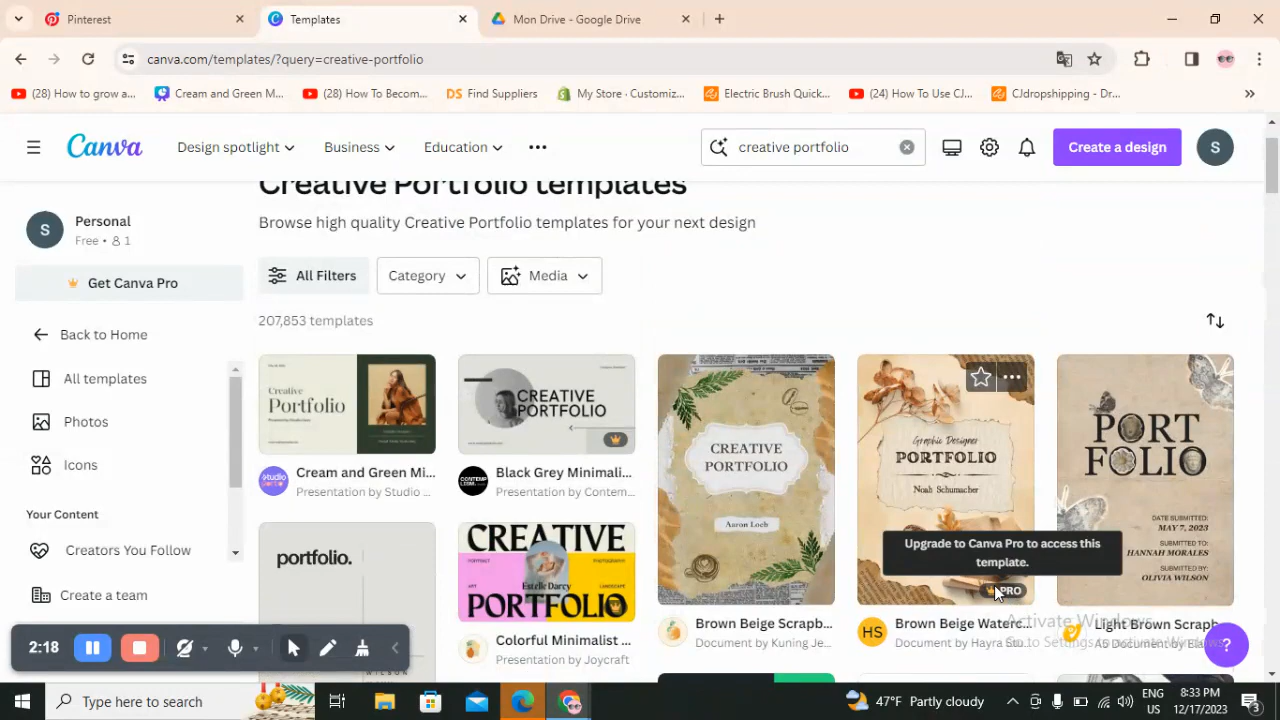 Pinterest
Templates
Mon Drive - Google Drive
canva.com/templates/?query=creative-portfolio
(28) How to grow a...
Cream and Green M...
(28) How To Becom...
DS Find Suppliers
My Store · Customiz...
Electric Brush Quick...
(24) How To Use CJ...
CJdropshipping - Dr...
Canva
Design spotlight
Business
Education
creative portfolio
Create a design
S
Creative Portfolio templates
Browse high quality Creative Portfolio templates for your next design
S
Personal
Free • 1
Get Canva Pro
All Filters
Category
Media
207,853 templates
Back to Home
All templates
Photos
Icons
Your Content
Creators You Follow
Create a team
Creative
Portfolio
Cream and Green Mi...
Presentation by Studio ...
CREATIVE
PORTFOLIO
Black Grey Minimali...
Presentation by Contem...
CREATIVE
PORTFOLIO
Aaron Loeb
Brown Beige Scrapb...
Document by Kuning Je...
Graphic Designer
PORTFOLIO
Noah Schumacher
Upgrade to Canva Pro to access this
template.
PRO
HS
Brown Beige Waterc...
Document by Hayra Stu...
PORT
FOLIO
DATE SUBMITTED:
MAY 7, 2023
SUBMITTED TO:
HANNAH MORALES
SUBMITTED BY:
OLIVIA WILSON
Light Brown Scrapb...
A5 Document by Bla...
portfolio.
CREATIVE
Estelle Darcy
PORTFOLIO
Colorful Minimalist ...
Presentation by Joycraft
Activate Windows
Go to Settings to activate Windows.
?
2:18
Type here to search
47°F Partly cloudy
ENG
US
8:33 PM
12/17/2023
3